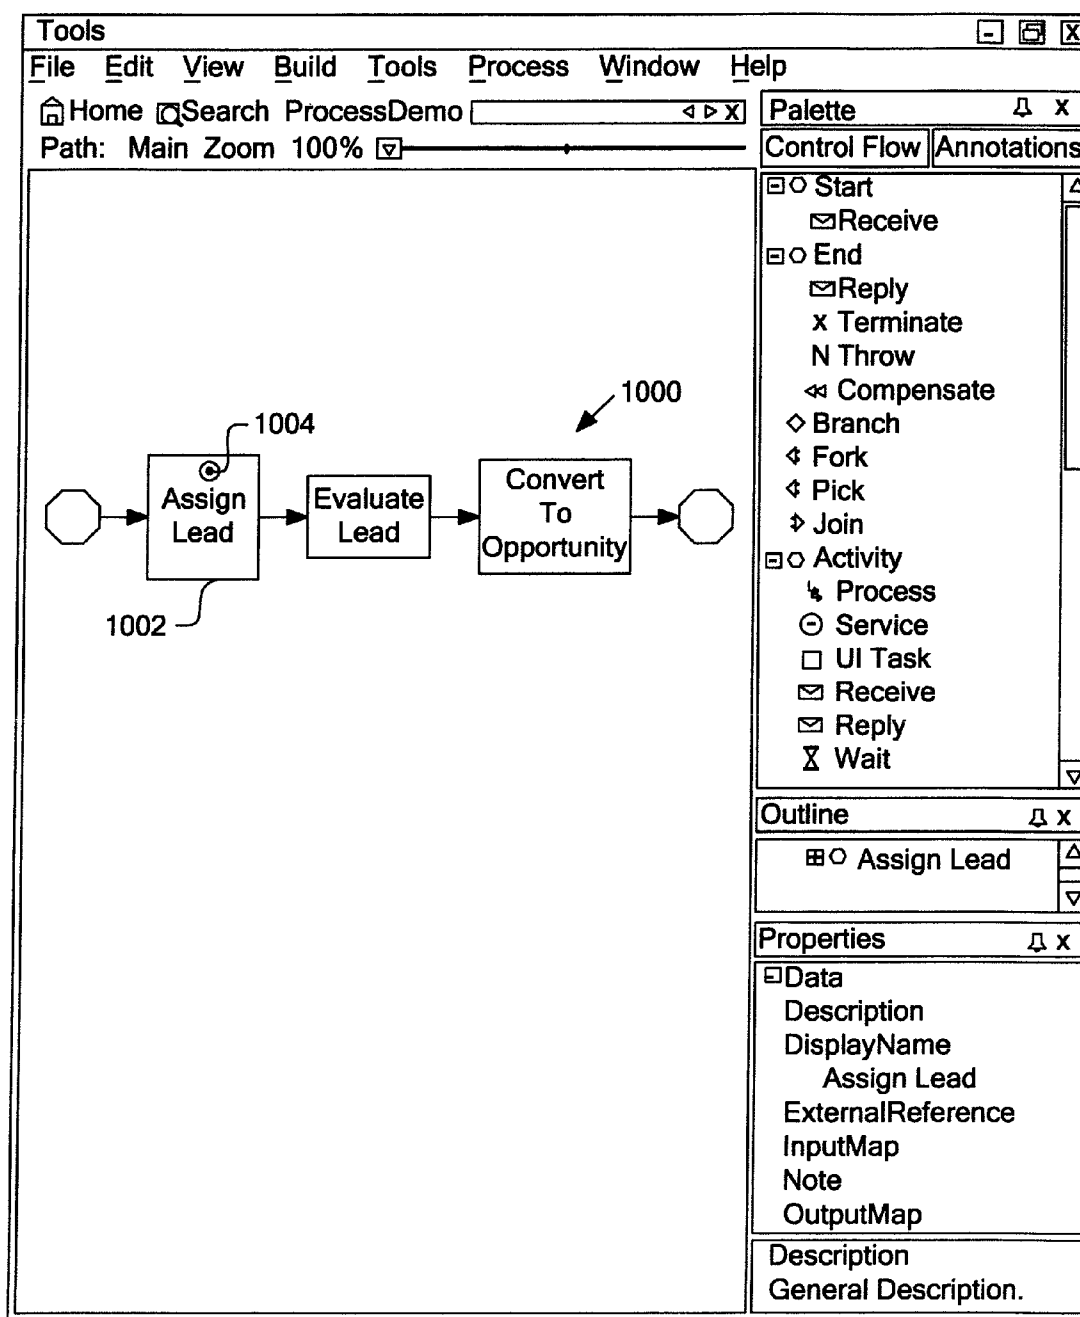 Tools
File Edit View Build Tools Process Window Help
Home Search ProcessDemo
Path: Main Zoom 100%
1000
1004
Assign
Lead
Evaluate
Lead
Convert
To
Opportunity
1002
Palette X
Control Flow Annotations
Start
Receive
End
Reply
X Terminate
N Throw
Compensate
Branch
Fork
Pick
Join
Activity
Process
Service
UI Task
Receive
Reply
Wait
Outline X
Assign Lead
Properties X
Data
Description
DisplayName
Assign Lead
ExternalReference
InputMap
Note
OutputMap
Description
General Description.